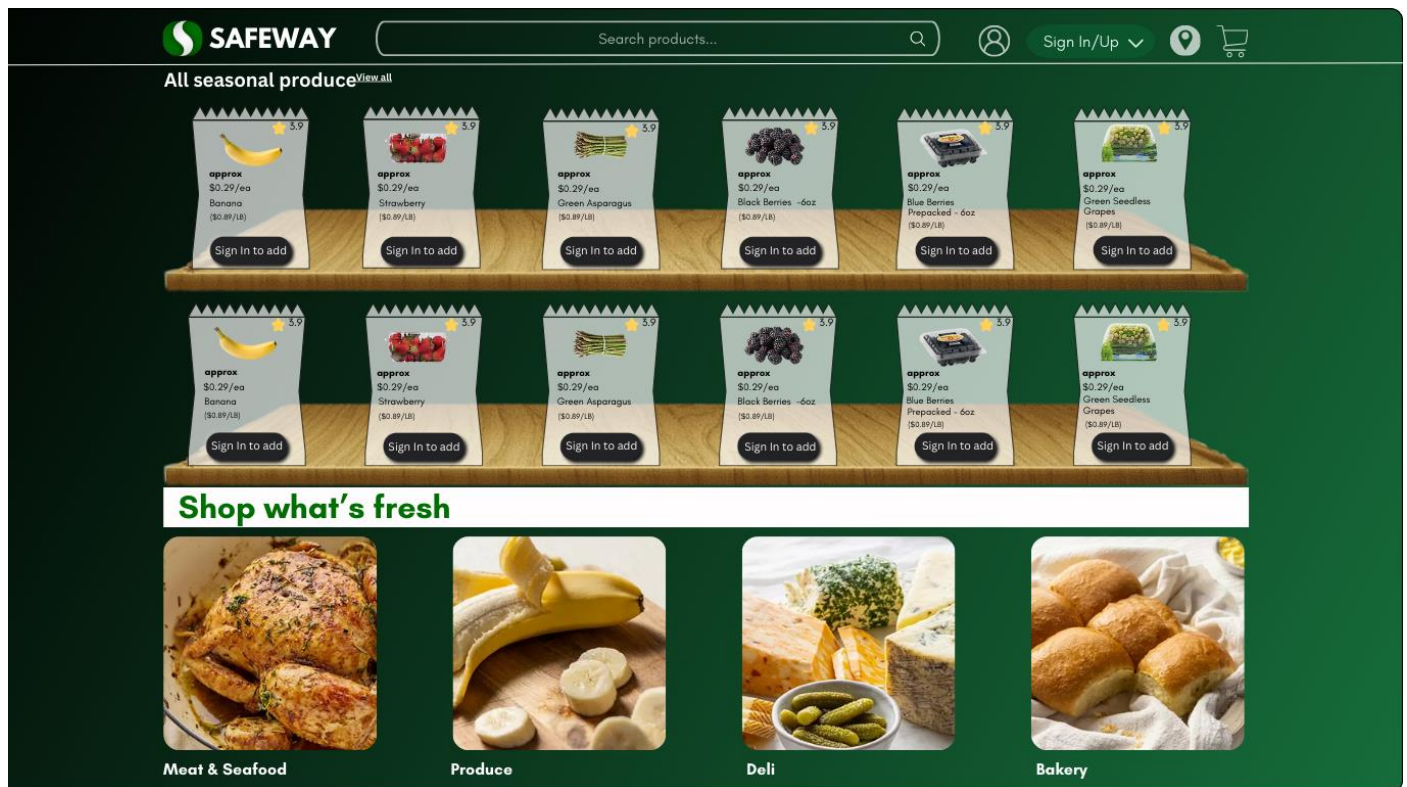 SAFEWAY
Search products...
Sign In/Up
All seasonal produce View all
3.9
approx
$0.29/ea
Banana
($0.89/LB)
Sign In to add
3.9
approx
$0.29/ea
Strawberry
($0.89/LB)
Sign In to add
3.9
approx
$0.29/ea
Green Asparagus
($0.89/LB)
Sign In to add
3.9
approx
$0.29/ea
Black Berries -6oz
($0.89/LB)
Sign In to add
3.9
approx
$0.29/ea
Blue Berries
Prepacked - 6oz
($0.89/LB)
Sign In to add
3.9
approx
$0.29/ea
Green Seedless
Grapes
($0.89/LB)
Sign In to add
3.9
approx
$0.29/ea
Banana
($0.89/LB)
Sign In to add
3.9
approx
$0.29/ea
Strawberry
($0.89/LB)
Sign In to add
3.9
approx
$0.29/ea
Green Asparagus
($0.89/LB)
Sign In to add
3.9
approx
$0.29/ea
Black Berries -6oz
($0.89/LB)
Sign In to add
3.9
approx
$0.29/ea
Blue Berries
Prepacked - 6oz
($0.89/LB)
Sign In to add
3.9
approx
$0.29/ea
Green Seedless
Grapes
($0.89/LB)
Sign In to add
Shop what's fresh
Meat & Seafood
Produce
Deli
Bakery